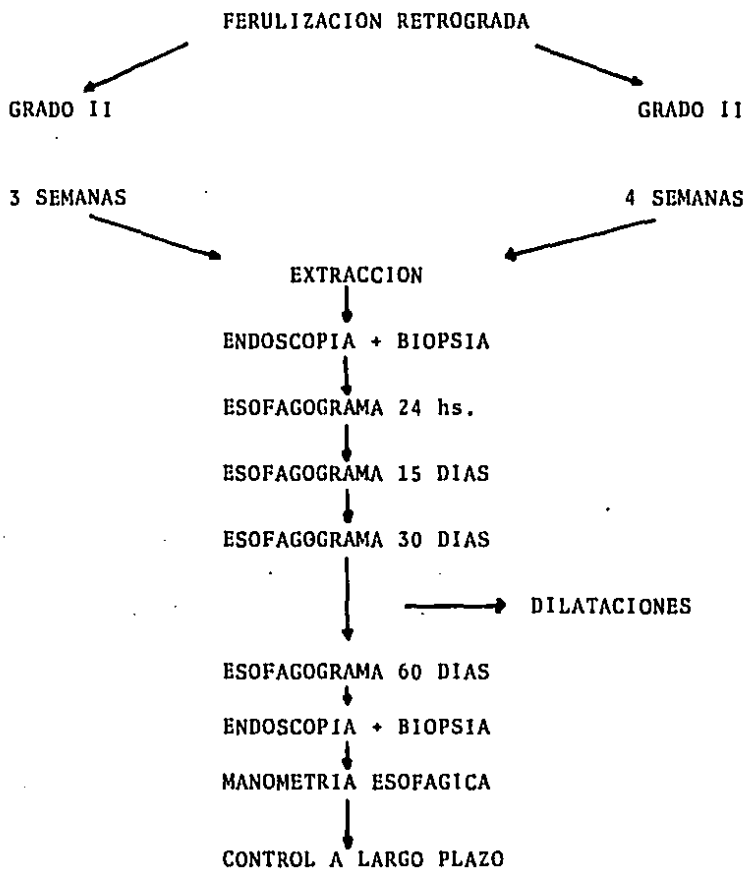 FERULIZACION RETROGRADA
GRADO II GRADO II
3 SEMANAS 4 SEMANAS
EXTRACCION
ENDOSCOPIA + BIOPSIA
ESOFAGOGRAMA 24 hs.
ESOFAGOGRAMA 15 DIAS
ESOFAGOGRAMA 30 DIAS
DILATACIONES
ESOFAGOGRAMA 60 DIAS
ENDOSCOPIA + BIOPSIA
MANOMETRIA ESOFAGICA
CONTROL A LARGO PLAZO